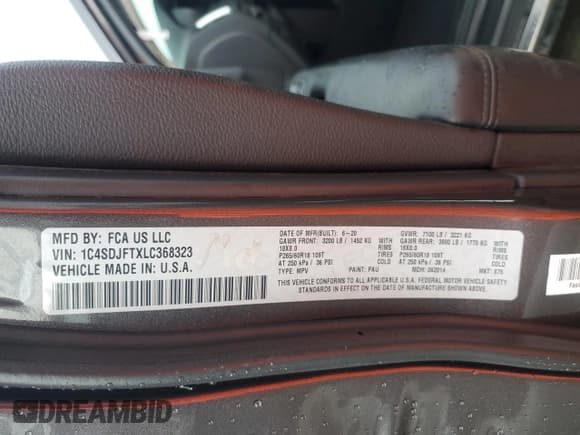 MFD BY: FCA US LLC
VIN: 1C4SDJFTXLC368323
VEHICLE MADE IN: U.S.A.
DATE OF MFR(BUILT): 6-20
GVWR: 7100 LB / 3221 KG
GAWR FRONT: 3200 LB / 1452 KG WITH
18X8.0 RIMS
P265/60R18 109T TIRES
AT 250 kPa / 36 PSI
TYPE: MPV PAINT: PAU
GAWR REAR: 3900 LB / 1770 KG WITH
18X8.0 RIMS
P265/60R18 109T TIRES
AT 250 kPa / 36 PSI
MDH: 062014 MKT: STK
THIS VEHICLE CONFORMS TO ALL APPLICABLE U.S.A. FEDERAL MOTOR VEHICLE SAFETY
STANDARDS IN EFFECT ON THE DATE OF MANUFACTURE SHOWN ABOVE.
DREAMBID